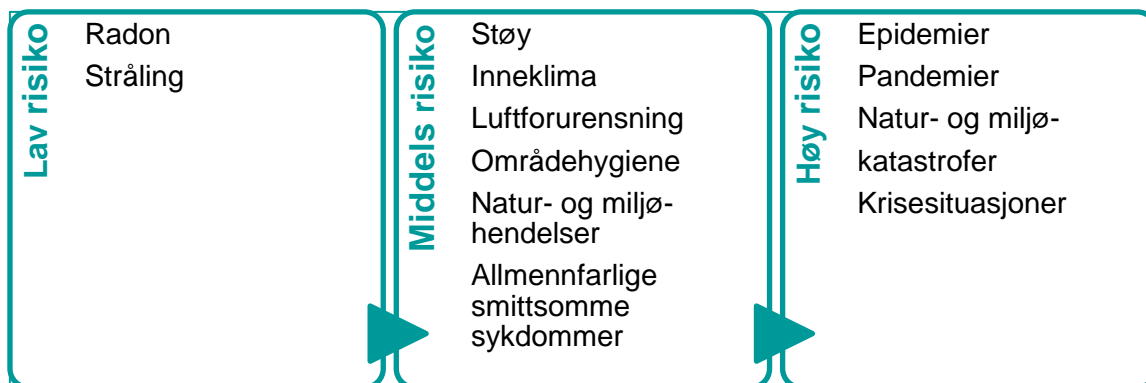 Lav risiko
Radon
Stråling
Middels risiko
Støy
Inneklima
Luftforurensning
Områdehygiene
Natur- og miljø-
hendelser
Allmennfarlige
smittsomme
sykdommer
Høy risiko
Epidemier
Pandemier
Natur- og miljø-
katastrofer
Krisesituasjoner